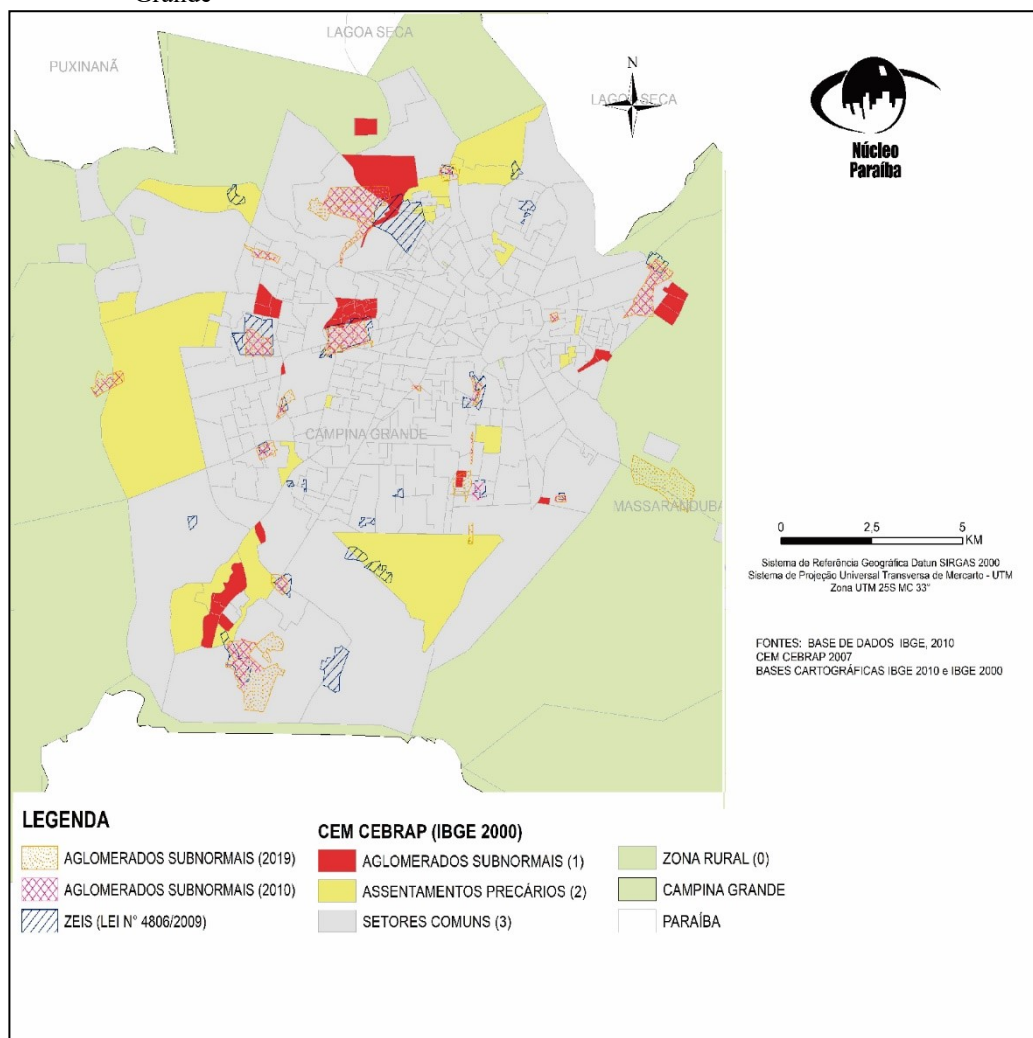 Grande
LAGOA SECA
PUXINANÃ
N
LAGOA SECA
Núcleo
Paraíba
CAMPINA GRANDE
MASSARANDUBA
0 2,5 5
KM
Sistema de Referência Geográfica Datun SIRGAS 2000
Sistema de Projeção Universal Transversa de Mercarto - UTM
Zona UTM 25S MC 33°
FONTES: BASE DE DADOS IBGE, 2010
CEM CEBRAP 2007
BASES CARTOGRÁFICAS IBGE 2010 e IBGE 2000
LEGENDA
AGLOMERADOS SUBNORMAIS (2019)
AGLOMERADOS SUBNORMAIS (2010)
ZEIS (LEI N° 4806/2009)
CEM CEBRAP (IBGE 2000)
AGLOMERADOS SUBNORMAIS (1)
ASSENTAMENTOS PRECÁRIOS (2)
SETORES COMUNS (3)
ZONA RURAL (0)
CAMPINA GRANDE
PARAÍBA